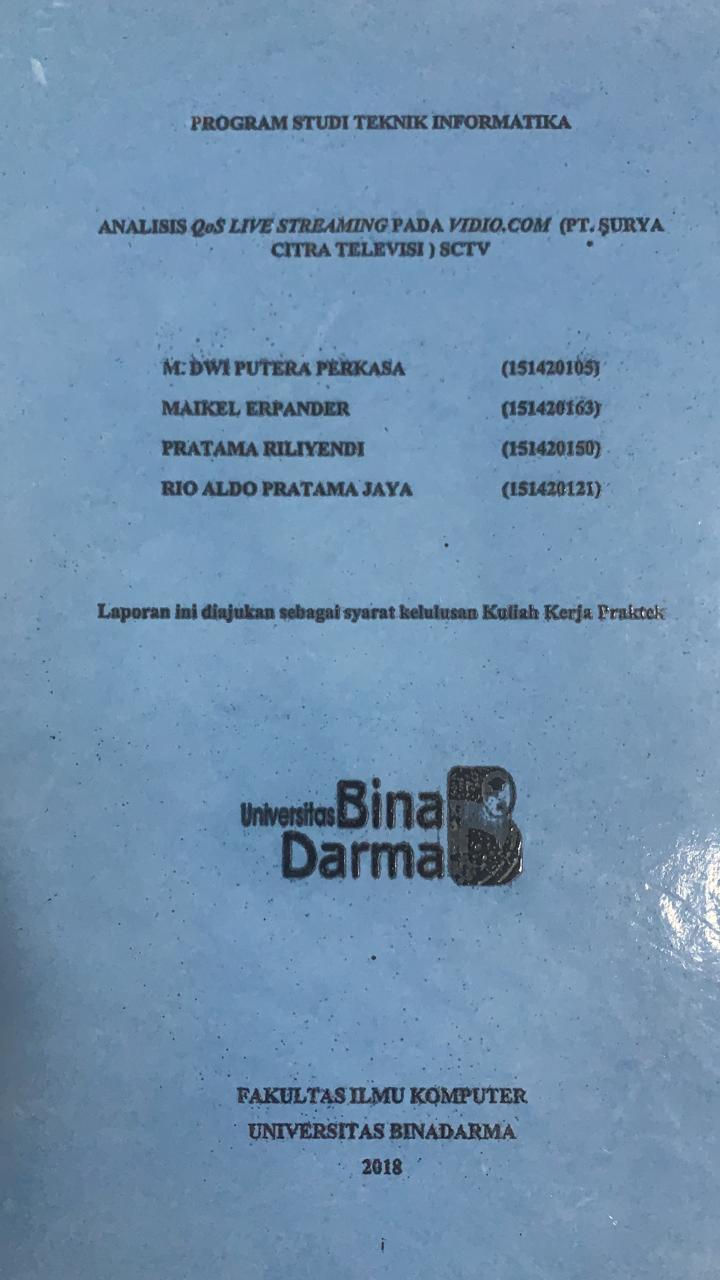 PROGRAM STUDI TEKNIK INFORMATIKA
ANALISIS QoS LIVE STREAMING PADA VIDIO.COM (PT. SURYA
CITRA TELEVISI ) SCTV
M. DWI PUTERA PERKASA (151420105)
MAIKEL ERPANDER (151420163)
PRATAMA RILIYENDI (151420150)
RIO ALDO PRATAMA JAYA (151420121)
Laporan ini diajukan sebagai syarat kelulusan Kuliah Kerja Praktek
Universitas Bina
Darma
FAKULTAS ILMU KOMPUTER
UNIVERSITAS BINADARMA
2018
i